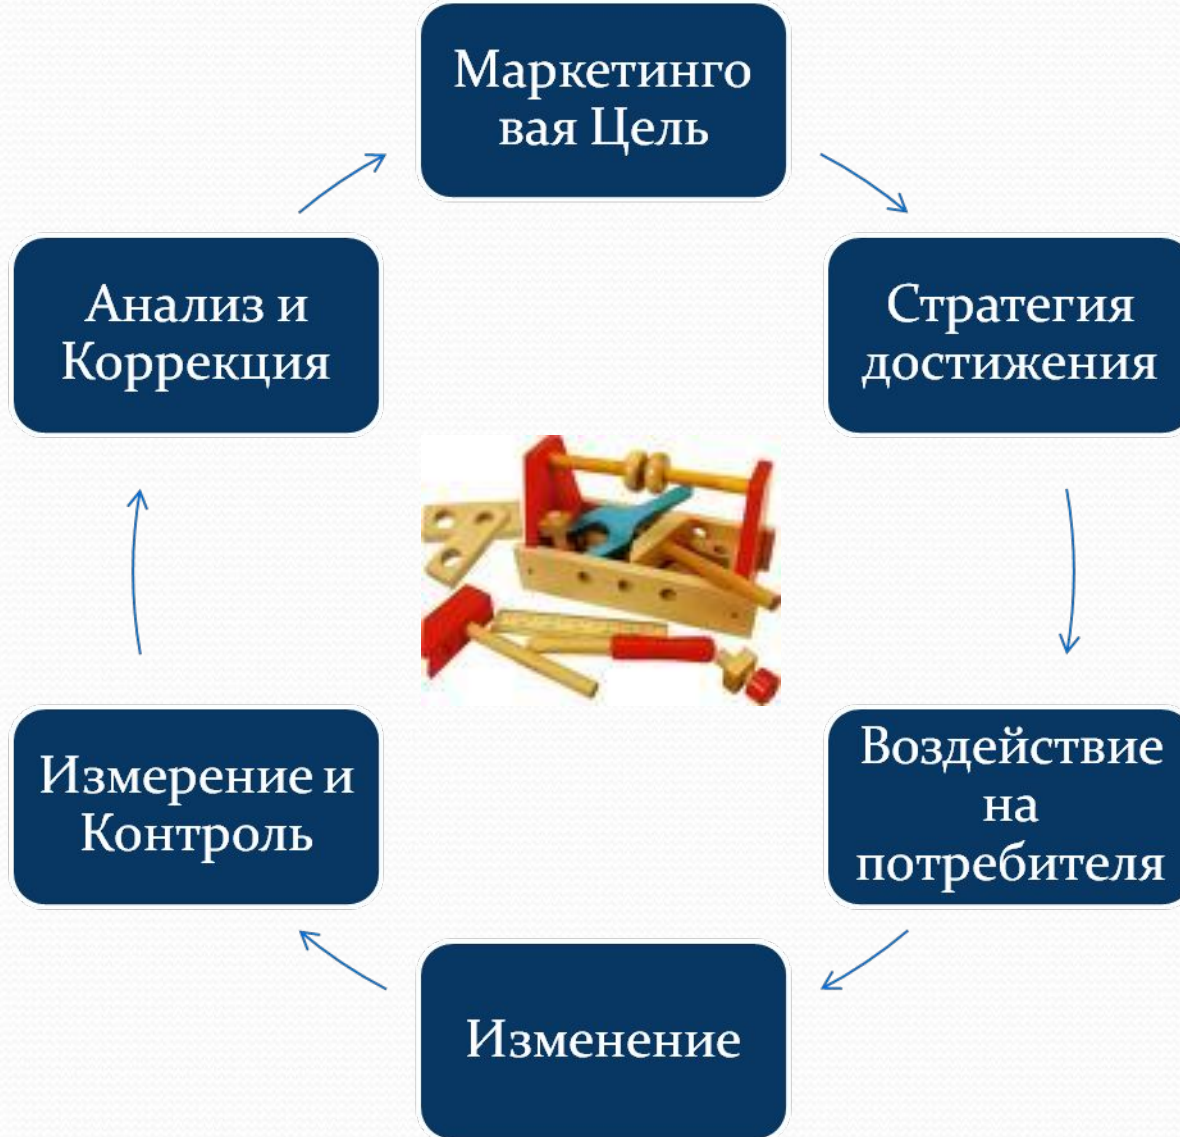 Маркетинго
вая Цель
Стратегия
достижения
Воздействие
на
потребителя
Изменение
Измерение и
Контроль
Анализ и
Коррекция